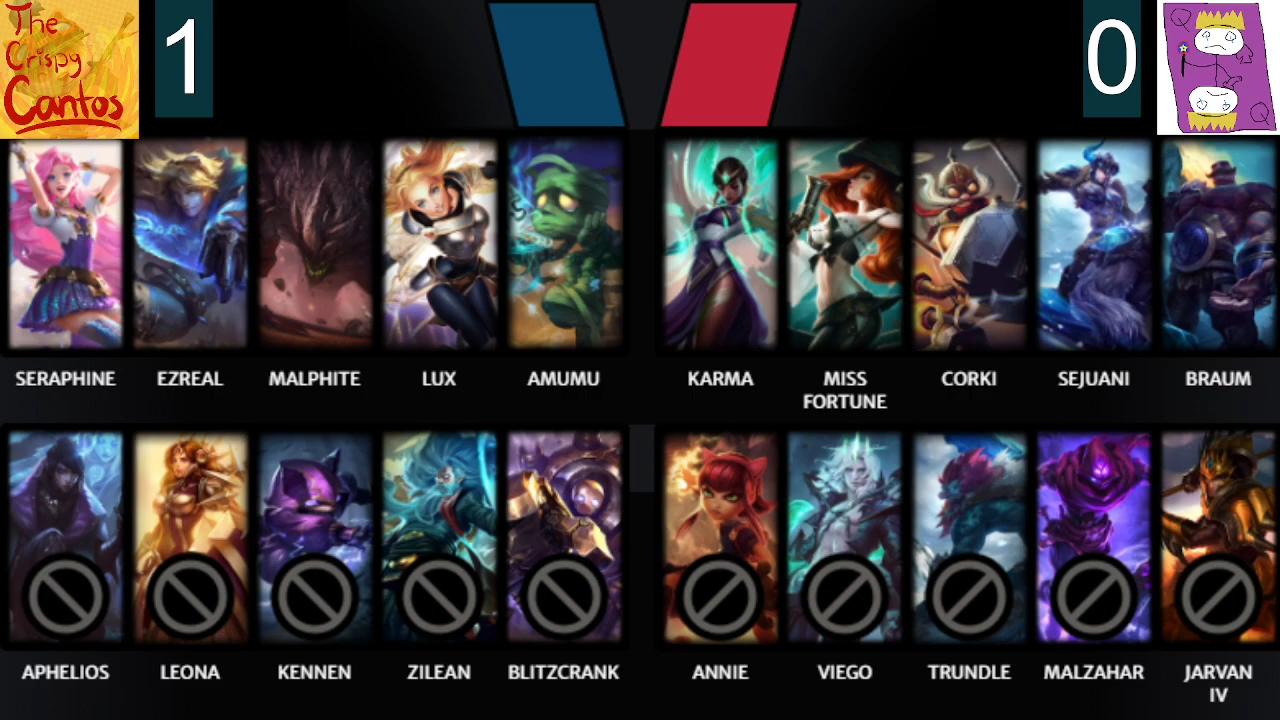 The
Crispy
Cantos
1
0
Q
Q
SERAPHINE EZREAL MALPHITE LUX AMUMU KARMA MISS FORTUNE CORKI SEJUANI BRAUM
APHELIOS LEONA KENNEN ZILEAN BLITZCRANK ANNIE VIEGO TRUNDLE MALZAHAR JARVAN IV